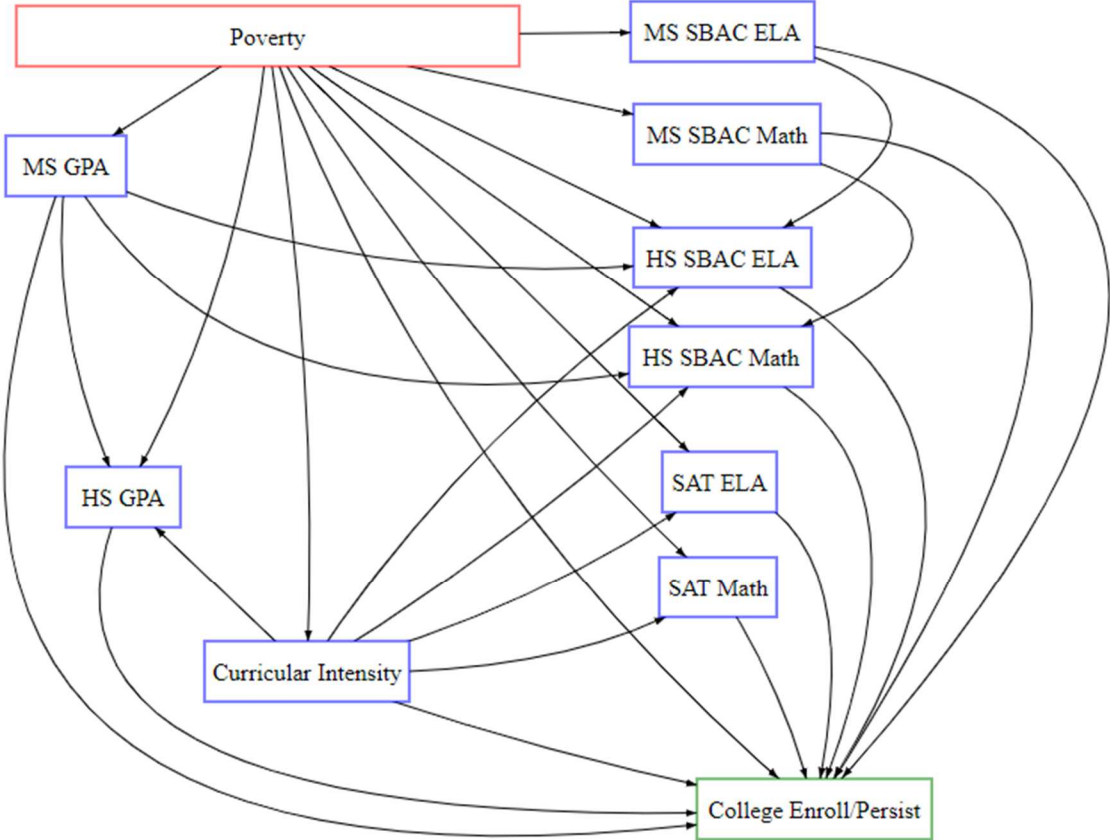 Poverty
MS SBAC ELA
MS SBAC Math
MS GPA
HS SBAC ELA
HS SBAC Math
SAT ELA
HS GPA
SAT Math
Curricular Intensity
College Enroll/Persist